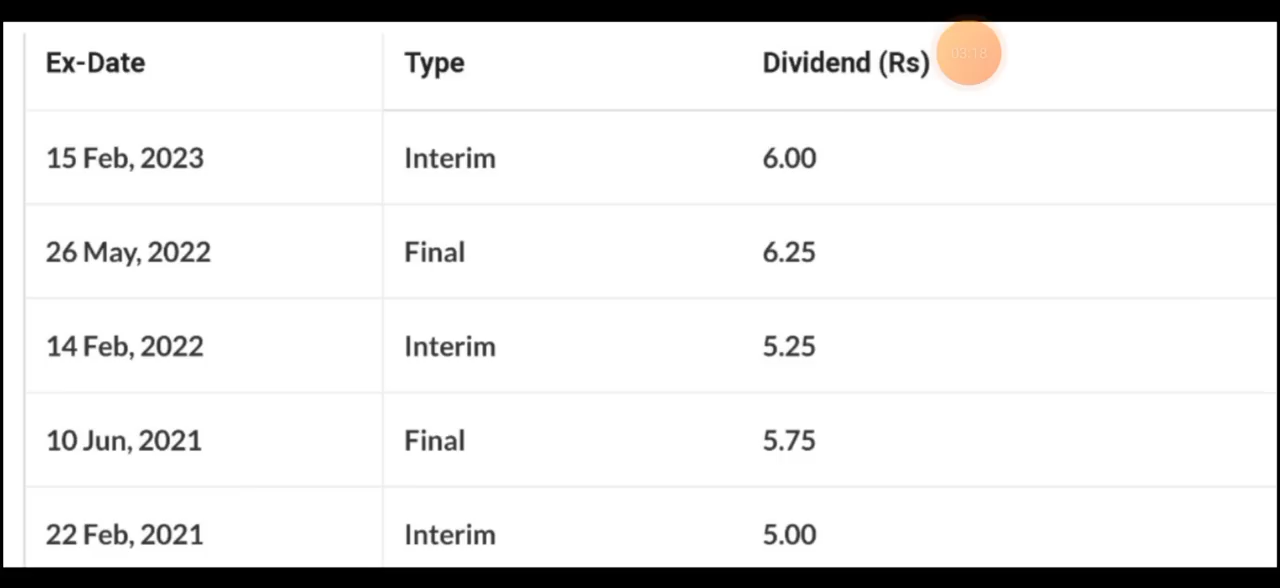 Ex-Date Type Dividend (Rs)
15 Feb, 2023 Interim 6.00
26 May, 2022 Final 6.25
14 Feb, 2022 Interim 5.25
10 Jun, 2021 Final 5.75
22 Feb, 2021 Interim 5.00